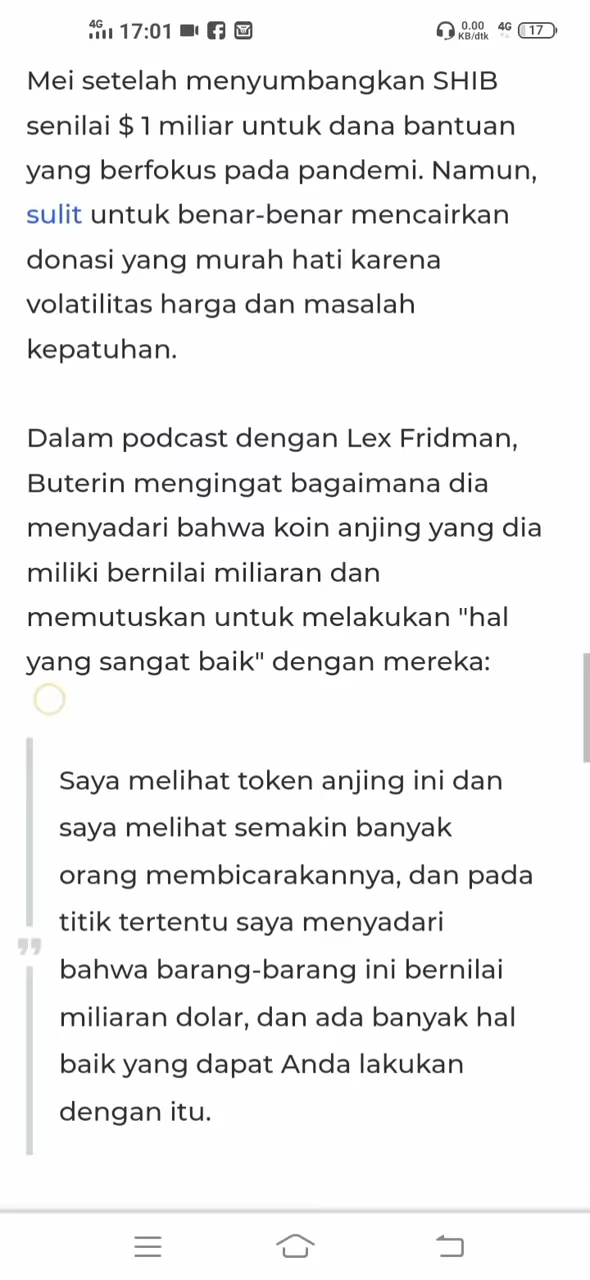 4G 17:01 0.00 KB/dtk 4G 17
Mei setelah menyumbangkan SHIB
senilai $ 1 miliar untuk dana bantuan
yang berfokus pada pandemi. Namun,
sulit untuk benar-benar mencairkan
donasi yang murah hati karena
volatilitas harga dan masalah
kepatuhan.
Dalam podcast dengan Lex Fridman,
Buterin mengingat bagaimana dia
menyadari bahwa koin anjing yang dia
miliki bernilai miliaran dan
memutuskan untuk melakukan "hal
yang sangat baik" dengan mereka:
Saya melihat token anjing ini dan
saya melihat semakin banyak
orang membicarakannya, dan pada
titik tertentu saya menyadari
bahwa barang-barang ini bernilai
miliaran dolar, dan ada banyak hal
baik yang dapat Anda lakukan
dengan itu.